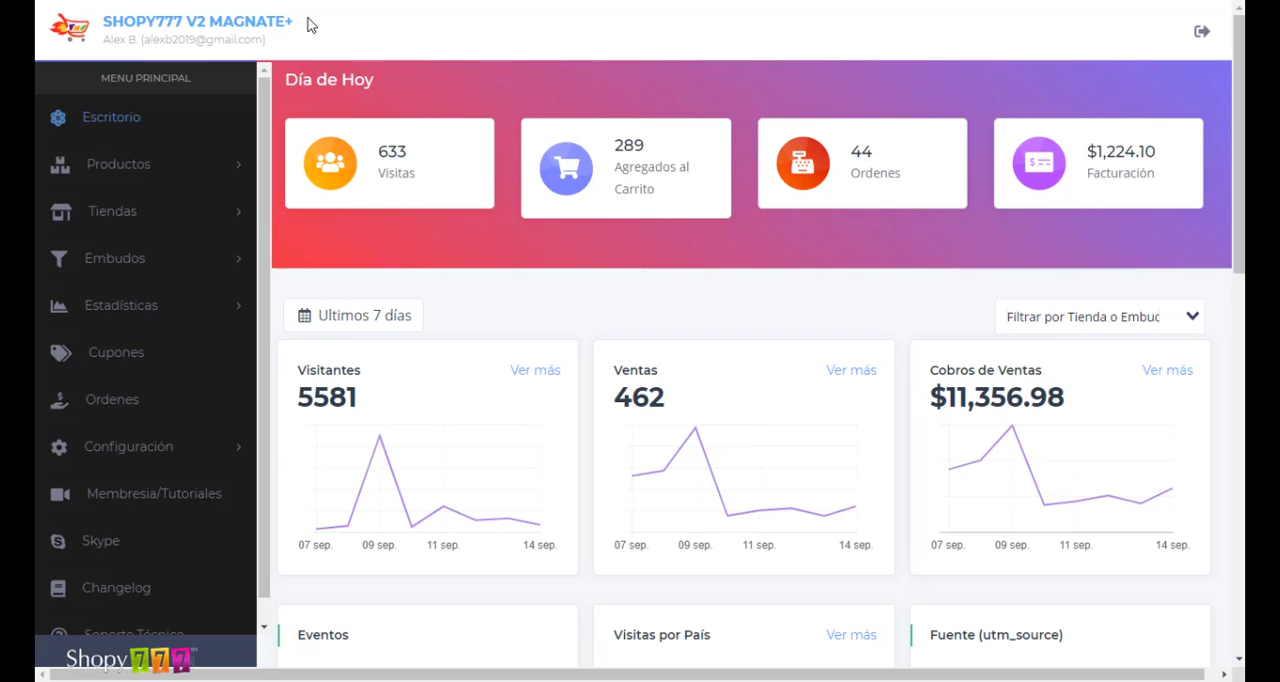 SHOPY777 V2 MAGNATE+
Alex B. (alexb2019@gmail.com)
MENU PRINCIPAL
Escritorio
Productos
Tiendas
Embudos
Estadísticas
Cupones
Ordenes
Configuración
Membresia/Tutoriales
Skype
Changelog
Soporte Técnico
Shopy 777
Día de Hoy
633
Visitas
289
Agregados al
Carrito
44
Ordenes
$1,224.10
Facturación
Ultimos 7 días
Filtrar por Tienda o Embuc
Visitantes
Ver más
5581
07 sep.
09 sep.
11 sep.
14 sep.
Ventas
Ver más
462
07 sep.
09 sep.
11 sep.
14 sep.
Cobros de Ventas
Ver más
$11,356.98
07 sep.
09 sep.
11 sep.
14 sep.
Eventos
Visitas por País
Ver más
Fuente (utm_source)